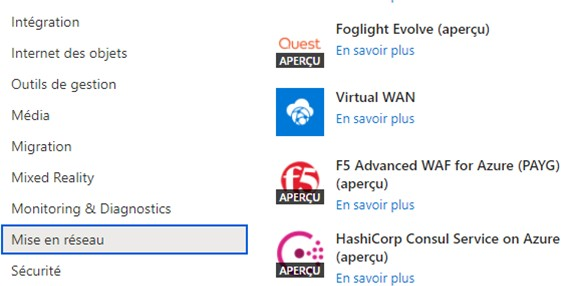 Intégration
Internet des objets
Outils de gestion
Média
Migration
Mixed Reality
Monitoring & Diagnostics
Mise en réseau
Sécurité
Quest
APERÇU
Foglight Evolve (aperçu)
En savoir plus
Virtual WAN
En savoir plus
f5
APERÇU
F5 Advanced WAF for Azure (PAYG)
(aperçu)
En savoir plus
APERÇU
HashiCorp Consul Service on Azure
(aperçu)
En savoir plus